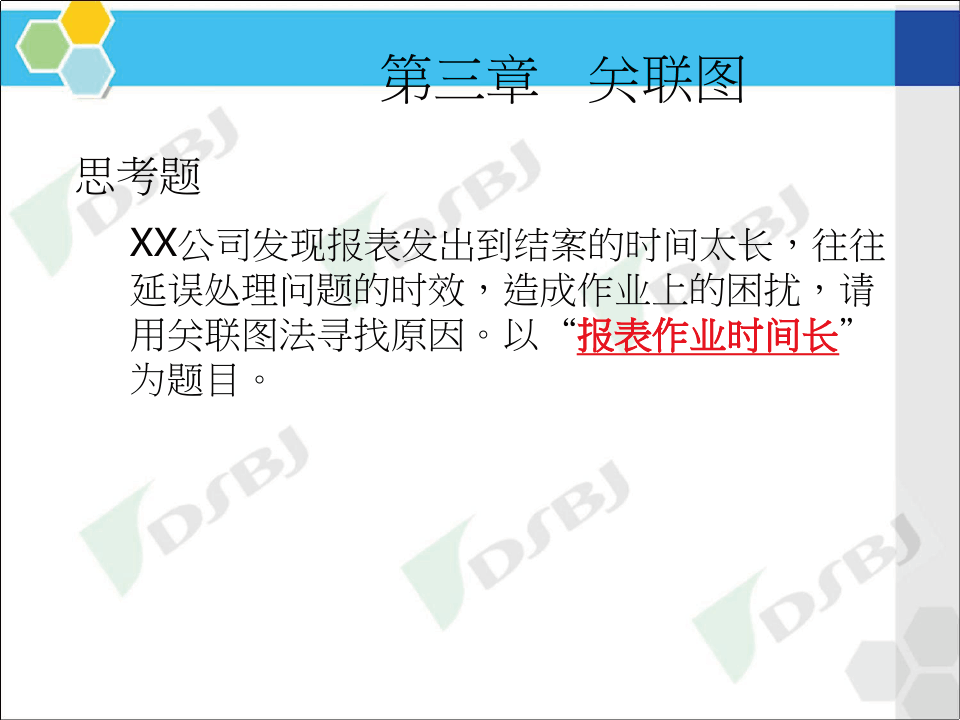 第三章 关联图
思考题
XX公司发现报表发出到结案的时间太长，往往
延误处理问题的时效，造成作业上的困扰，请
用关联图法寻找原因。以“报表作业时间长”
为题目。
DSBJ
DSBJ
DSBJ
DSBJ
DSBJ
DSBJ